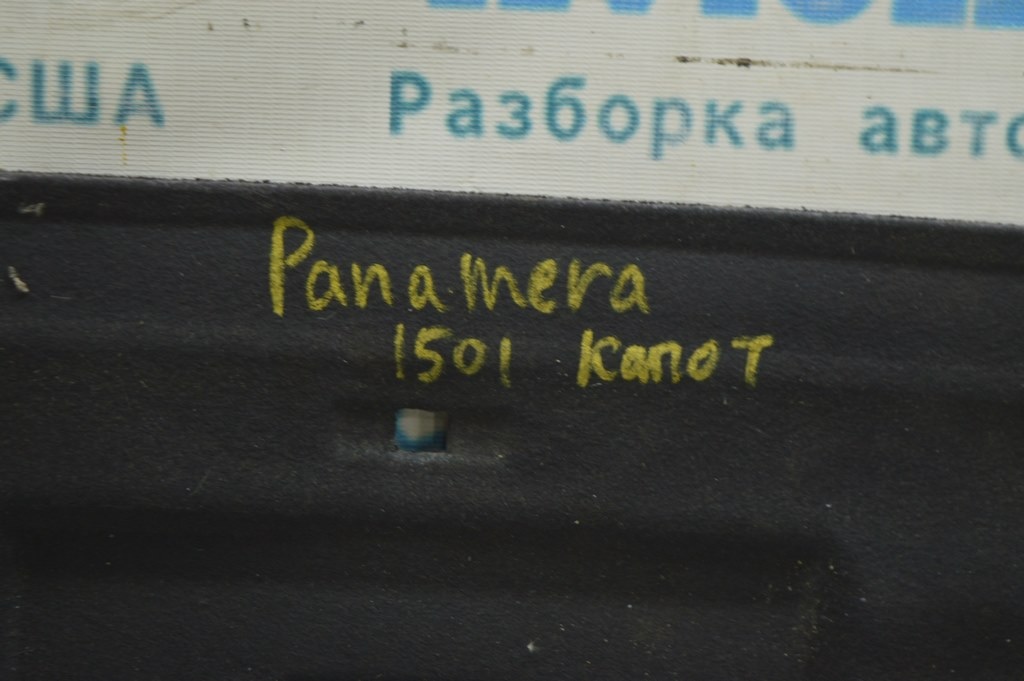 США Разборка авто
Panamera
1501 капот